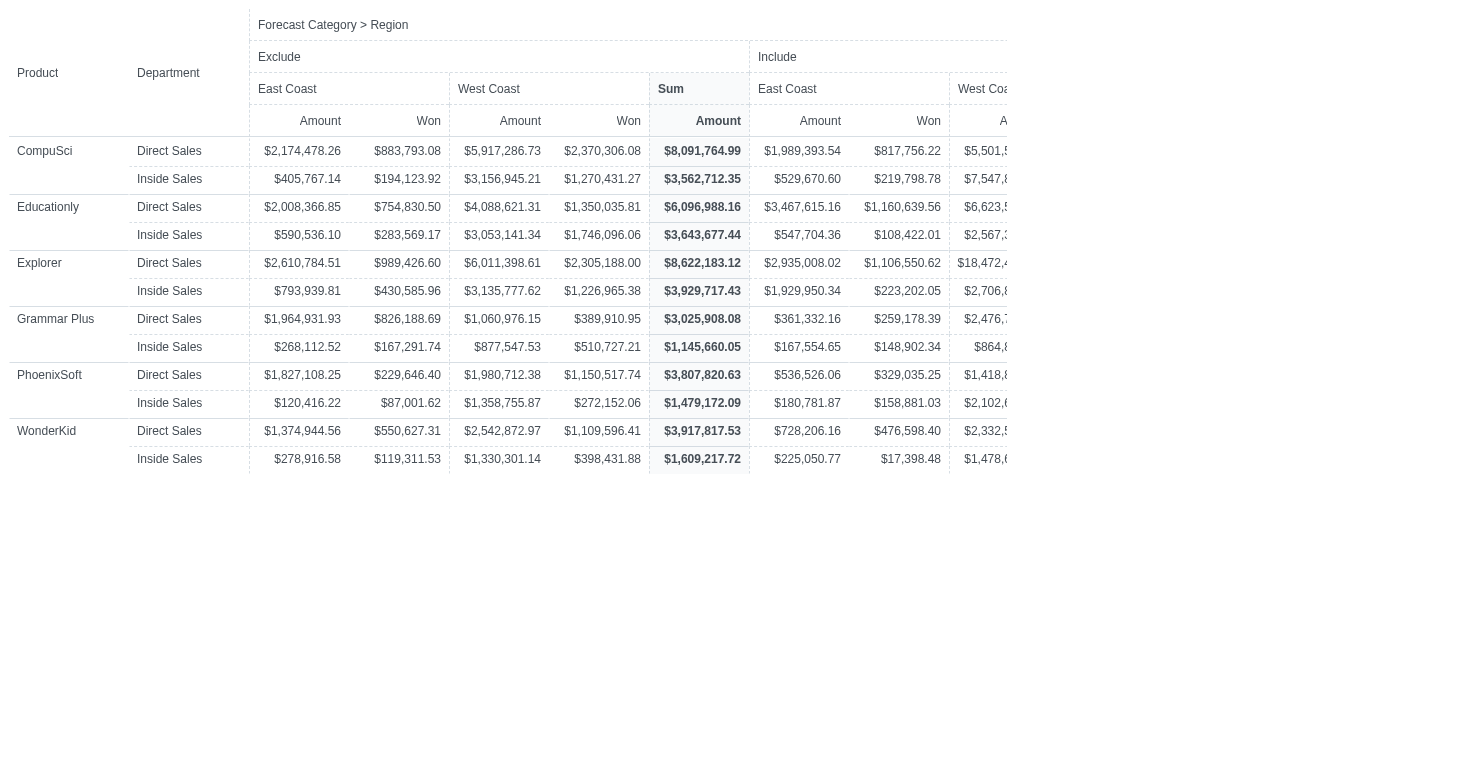 Forecast Category > Region
Exclude Include
Product Department
East Coast West Coast Sum East Coast West Coa
Amount Won Amount Won Amount Amount Won A
CompuSci Direct Sales $2,174,478.26 $883,793.08 $5,917,286.73 $2,370,306.08 $8,091,764.99 $1,989,393.54 $817,756.22 $5,501,5
Inside Sales $405,767.14 $194,123.92 $3,156,945.21 $1,270,431.27 $3,562,712.35 $529,670.60 $219,798.78 $7,547,8
Educationly Direct Sales $2,008,366.85 $754,830.50 $4,088,621.31 $1,350,035.81 $6,096,988.16 $3,467,615.16 $1,160,639.56 $6,623,5
Inside Sales $590,536.10 $283,569.17 $3,053,141.34 $1,746,096.06 $3,643,677.44 $547,704.36 $108,422.01 $2,567,3
Explorer Direct Sales $2,610,784.51 $989,426.60 $6,011,398.61 $2,305,188.00 $8,622,183.12 $2,935,008.02 $1,106,550.62 $18,472,4
Inside Sales $793,939.81 $430,585.96 $3,135,777.62 $1,226,965.38 $3,929,717.43 $1,929,950.34 $223,202.05 $2,706,8
Grammar Plus Direct Sales $1,964,931.93 $826,188.69 $1,060,976.15 $389,910.95 $3,025,908.08 $361,332.16 $259,178.39 $2,476,7
Inside Sales $268,112.52 $167,291.74 $877,547.53 $510,727.21 $1,145,660.05 $167,554.65 $148,902.34 $864,8
PhoenixSoft Direct Sales $1,827,108.25 $229,646.40 $1,980,712.38 $1,150,517.74 $3,807,820.63 $536,526.06 $329,035.25 $1,418,8
Inside Sales $120,416.22 $87,001.62 $1,358,755.87 $272,152.06 $1,479,172.09 $180,781.87 $158,881.03 $2,102,6
WonderKid Direct Sales $1,374,944.56 $550,627.31 $2,542,872.97 $1,109,596.41 $3,917,817.53 $728,206.16 $476,598.40 $2,332,5
Inside Sales $278,916.58 $119,311.53 $1,330,301.14 $398,431.88 $1,609,217.72 $225,050.77 $17,398.48 $1,478,6